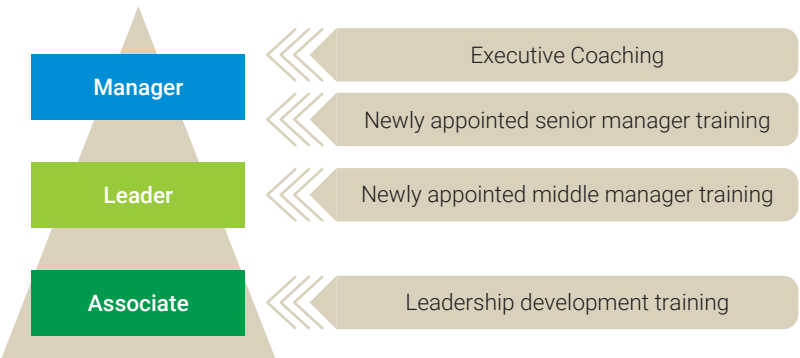 Manager
Executive Coaching
Newly appointed senior manager training
Leader
Newly appointed middle manager training
Associate
Leadership development training